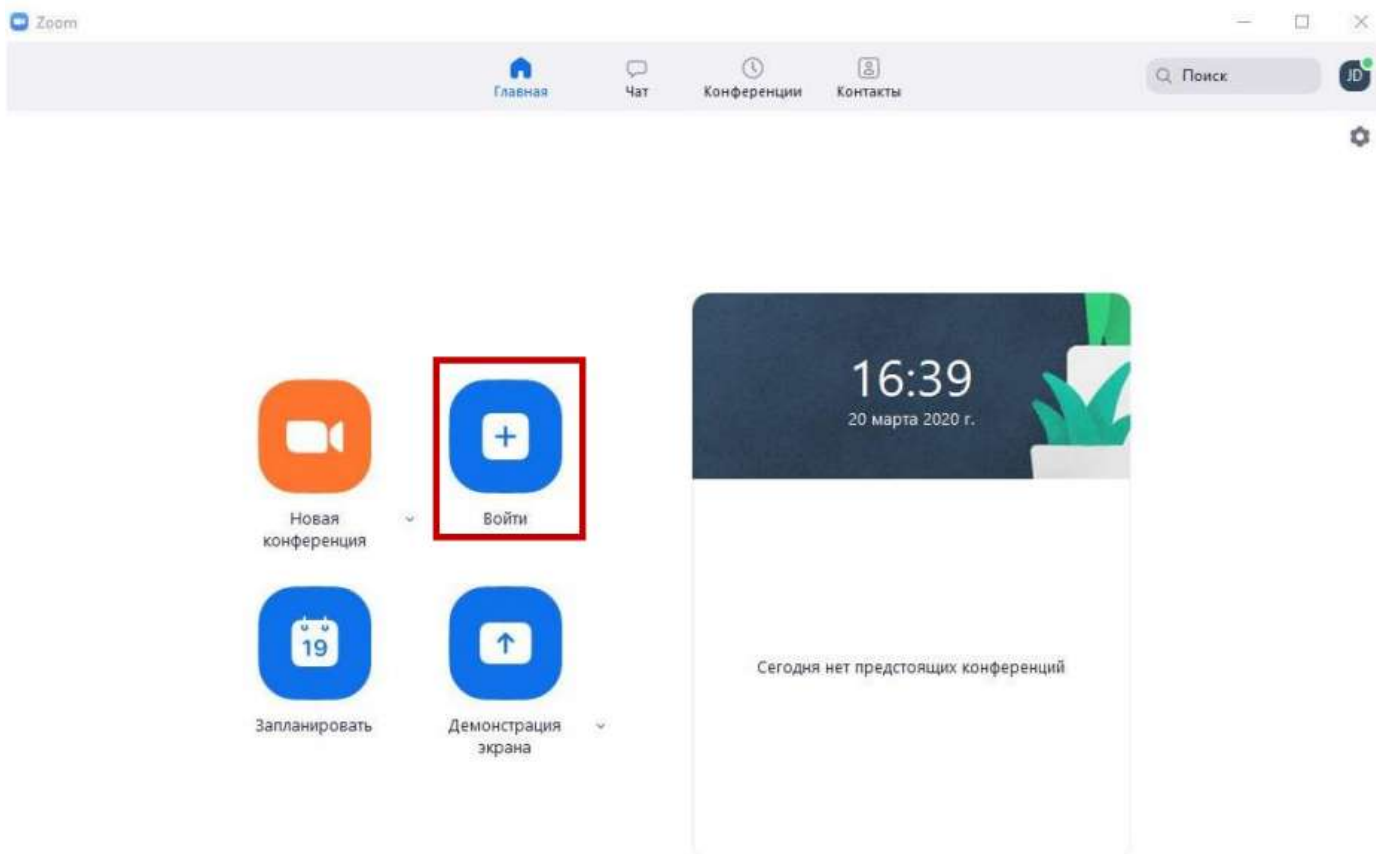 Zoom
Главная
Чат
Конференции
Контакты
Поиск
JD
16:39
20 марта 2020 г.
Новая
конференция
Войти
19
Запланировать
Демонстрация
экрана
Сегодня нет предстоящих конференций